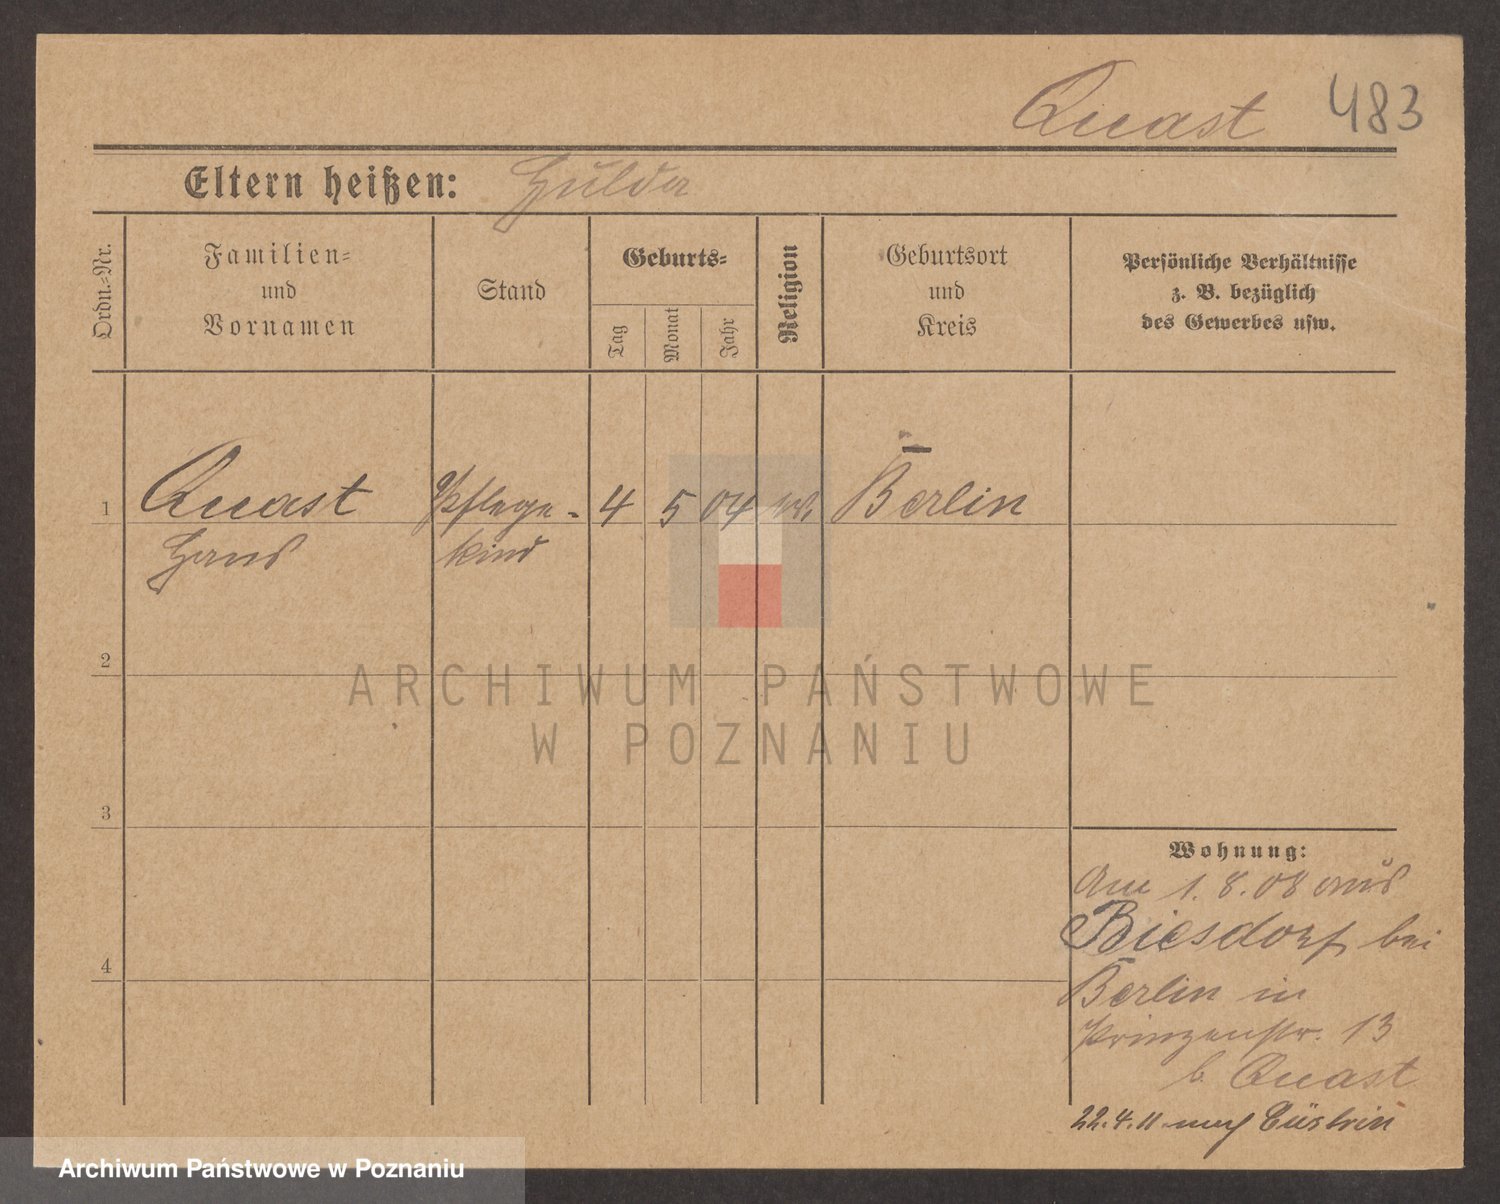 Quast 483
Eltern heißen: Hulda
Ordn.-Nr.
Familien-
und
Vornamen
Stand
Geburts-
Tag
Monat
Jahr
Religion
Geburtsort
und
Kreis
Persönliche Verhältnisse
z. B. bezüglich
des Gewerbes usw.
1 Quast Pflege- 4 5 04 Berlin
Hans kind
2
3
4
Wohnung:
Am 1.8.08 aus
Biesdorf bei
Berlin in
Prinzenstr. 13
b. Quast
22.4.11 nach Cüstrin
ARCHIWUM PAŃSTWOWE
W POZNANIU
Archiwum Państwowe w Poznaniu